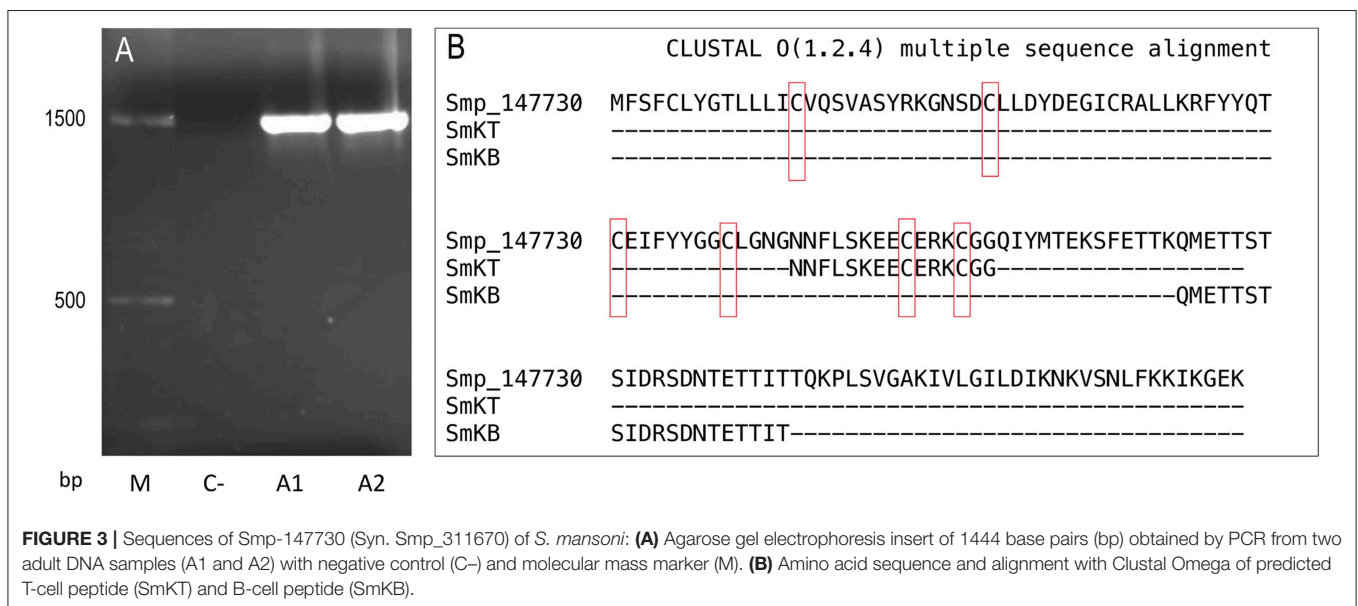 A
1500
500
bp M C- A1 A2
B
CLUSTAL O(1.2.4) multiple sequence alignment
Smp_147730 MFSFCLYGTLLLICVQSVASYRKGNSDCLLDYDEGICRALLKRFYYQT
SmKT ------------------------------------------------
SmKB ------------------------------------------------
Smp_147730 CEIFYYGGCLGNGNNFLSKEECERKCGGQIYMTEKSFETTKQMETTST
SmKT -------------NNFLSKEECERKCGG------------------
SmKB -----------------------------------------QMETTST
Smp_147730 SIDRSDNTETTITTQKPLSVGAKIVLGILDIKNKVSNLFKKIKGEK
SmKT ----------------------------------------------
SmKB SIDRSDNTETTIT---------------------------------
FIGURE 3 | Sequences of Smp-147730 (Syn. Smp_311670) of S. mansoni: (A) Agarose gel electrophoresis insert of 1444 base pairs (bp) obtained by PCR from two
adult DNA samples (A1 and A2) with negative control (C–) and molecular mass marker (M). (B) Amino acid sequence and alignment with Clustal Omega of predicted
T-cell peptide (SmKT) and B-cell peptide (SmKB).